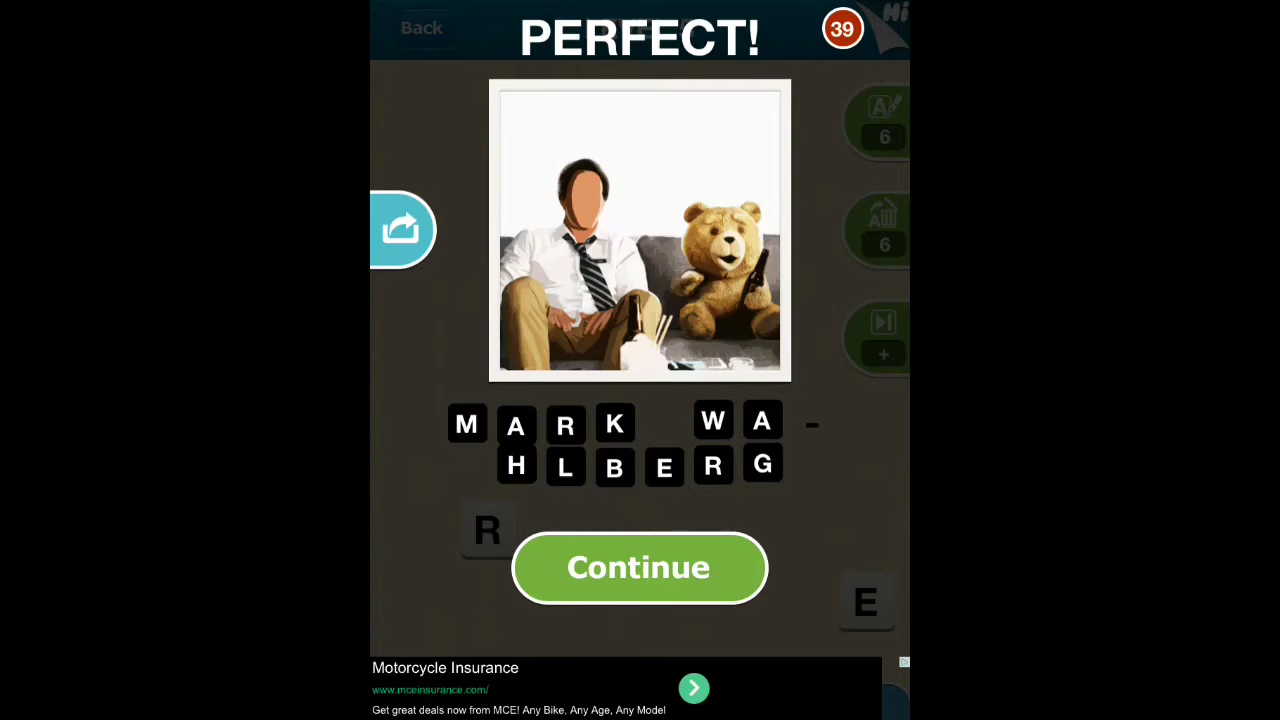 Back
PERFECT!
39
Hi
A
6
A
6
+
MARK WA-
HLBERG
R
Continue
E
Motorcycle Insurance
www.mceinsurance.com/
Get great deals now from MCE! Any Bike, Any Age, Any Model